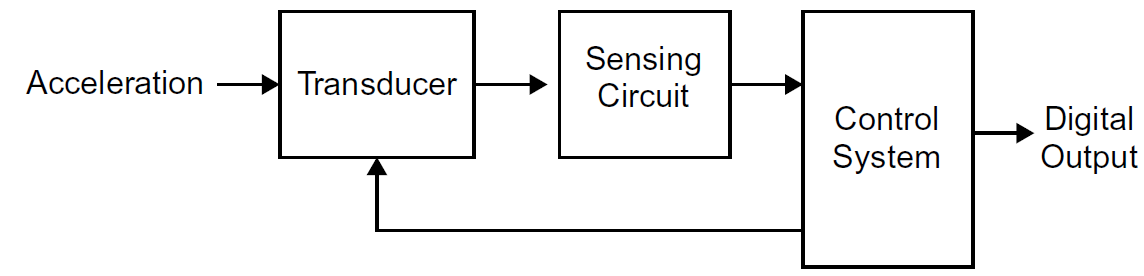 Acceleration
Transducer
Sensing
Circuit
Control
System
Digital
Output